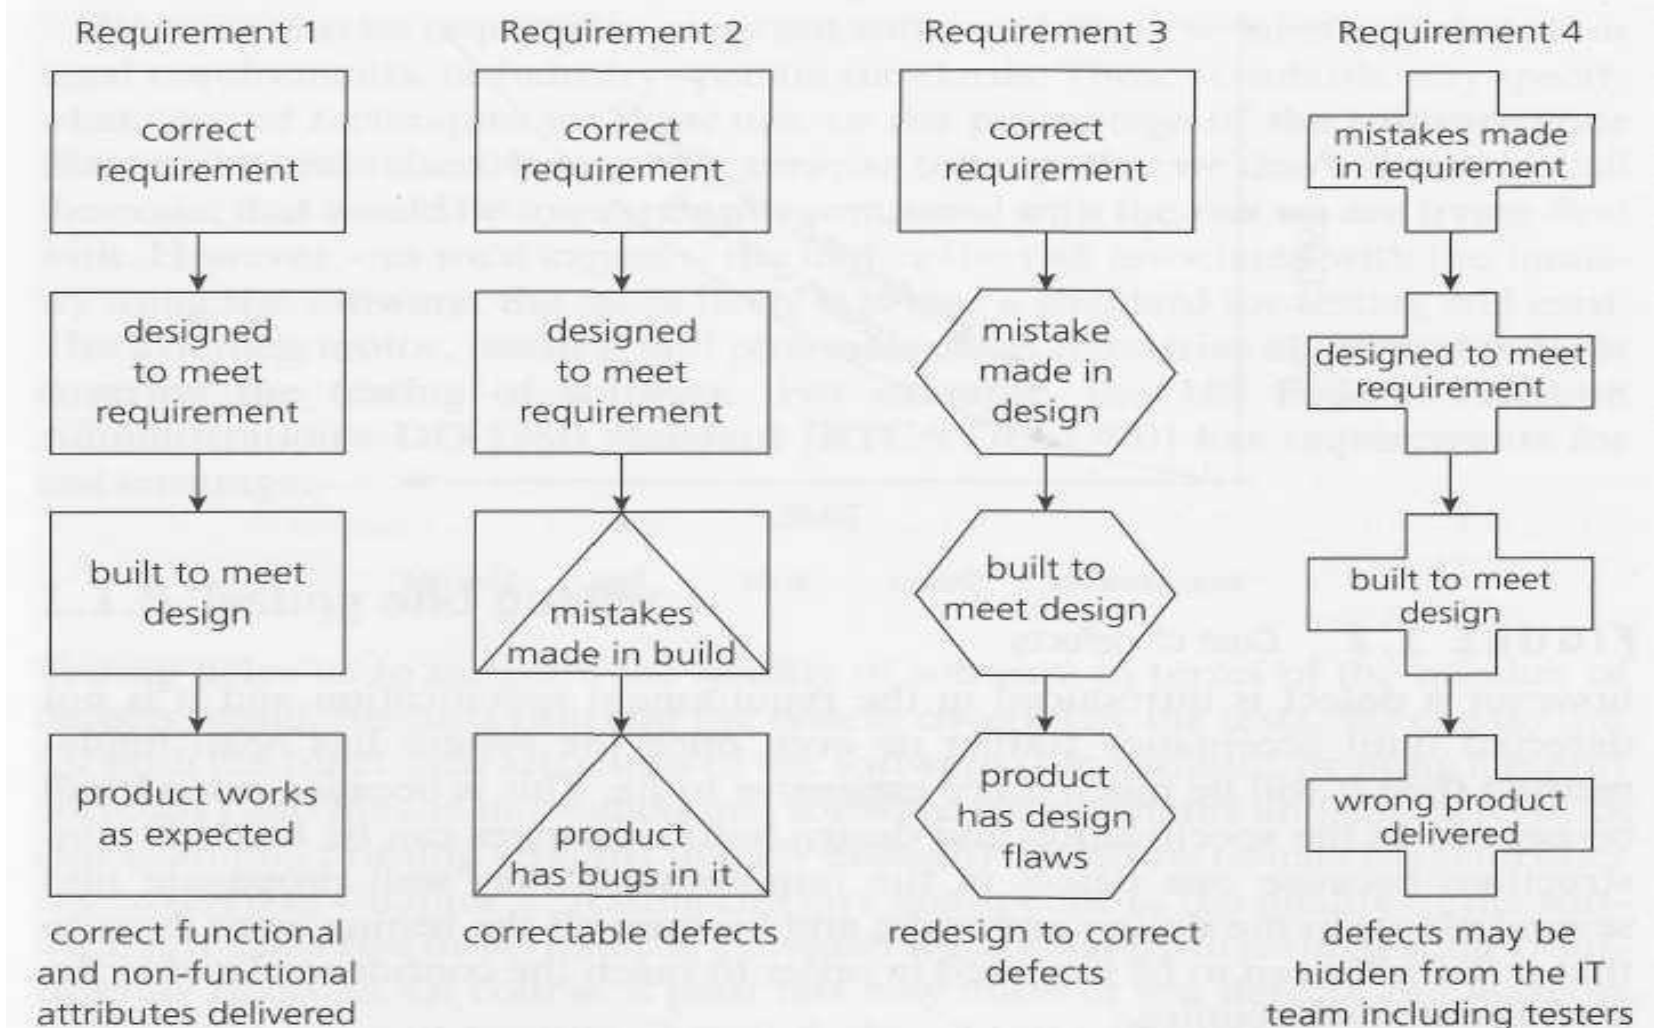 Requirement 1
correct
requirement
designed
to meet
requirement
built to meet
design
product works
as expected
correct functional
and non-functional
attributes delivered
Requirement 2
correct
requirement
designed
to meet
requirement
mistakes
made in build
product
has bugs in it
correctable defects
Requirement 3
correct
requirement
mistake
made in
design
built to
meet design
product
has design
flaws
redesign to correct
defects
Requirement 4
mistakes made
in requirement
designed to meet
requirement
built to meet
design
wrong product
delivered
defects may be
hidden from the IT
team including testers